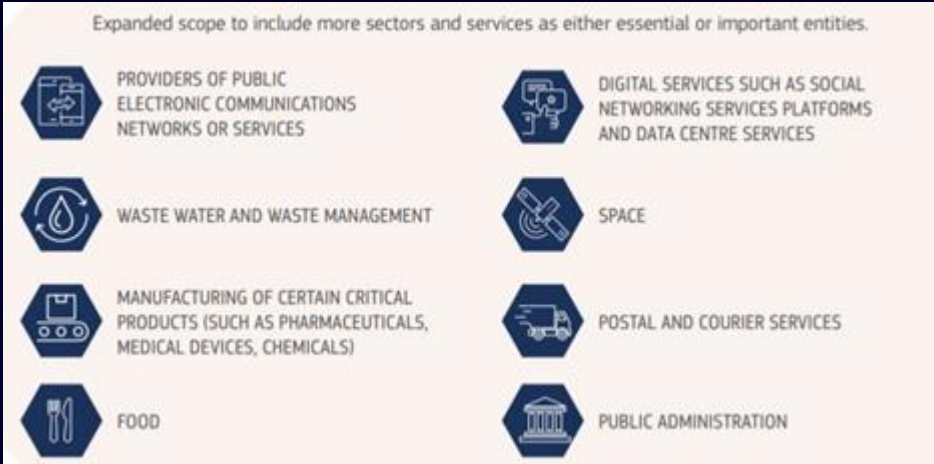 Expanded scope to include more sectors and services as either essential or important entities.
PROVIDERS OF PUBLIC
ELECTRONIC COMMUNICATIONS
NETWORKS OR SERVICES
DIGITAL SERVICES SUCH AS SOCIAL
NETWORKING SERVICES PLATFORMS
AND DATA CENTRE SERVICES
WASTE WATER AND WASTE MANAGEMENT
SPACE
MANUFACTURING OF CERTAIN CRITICAL
PRODUCTS (SUCH AS PHARMACEUTICALS,
MEDICAL DEVICES, CHEMICALS)
POSTAL AND COURIER SERVICES
FOOD
PUBLIC ADMINISTRATION